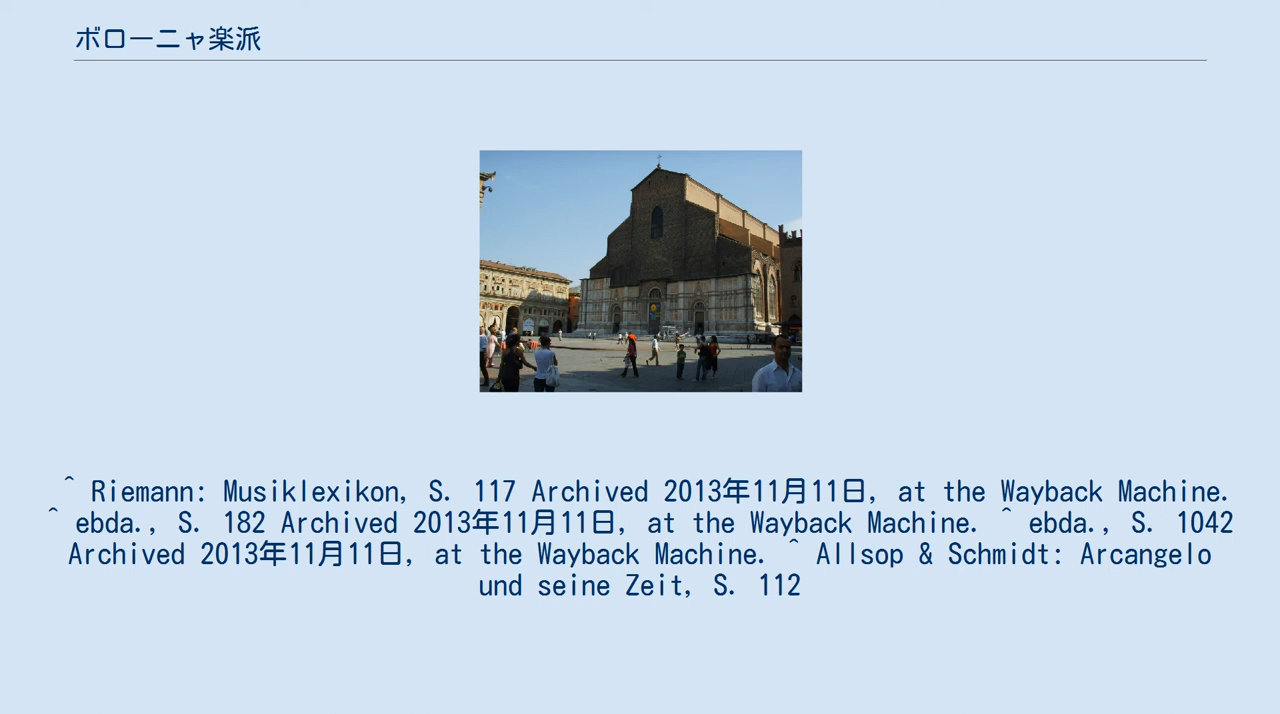 ボローニャ楽派
^ Riemann: Musiklexikon, S. 117 Archived 2013年11月11日, at the Wayback Machine.
^ ebda., S. 182 Archived 2013年11月11日, at the Wayback Machine. ^ ebda., S. 1042
Archived 2013年11月11日, at the Wayback Machine. ^ Allsop & Schmidt: Arcangelo
und seine Zeit, S. 112